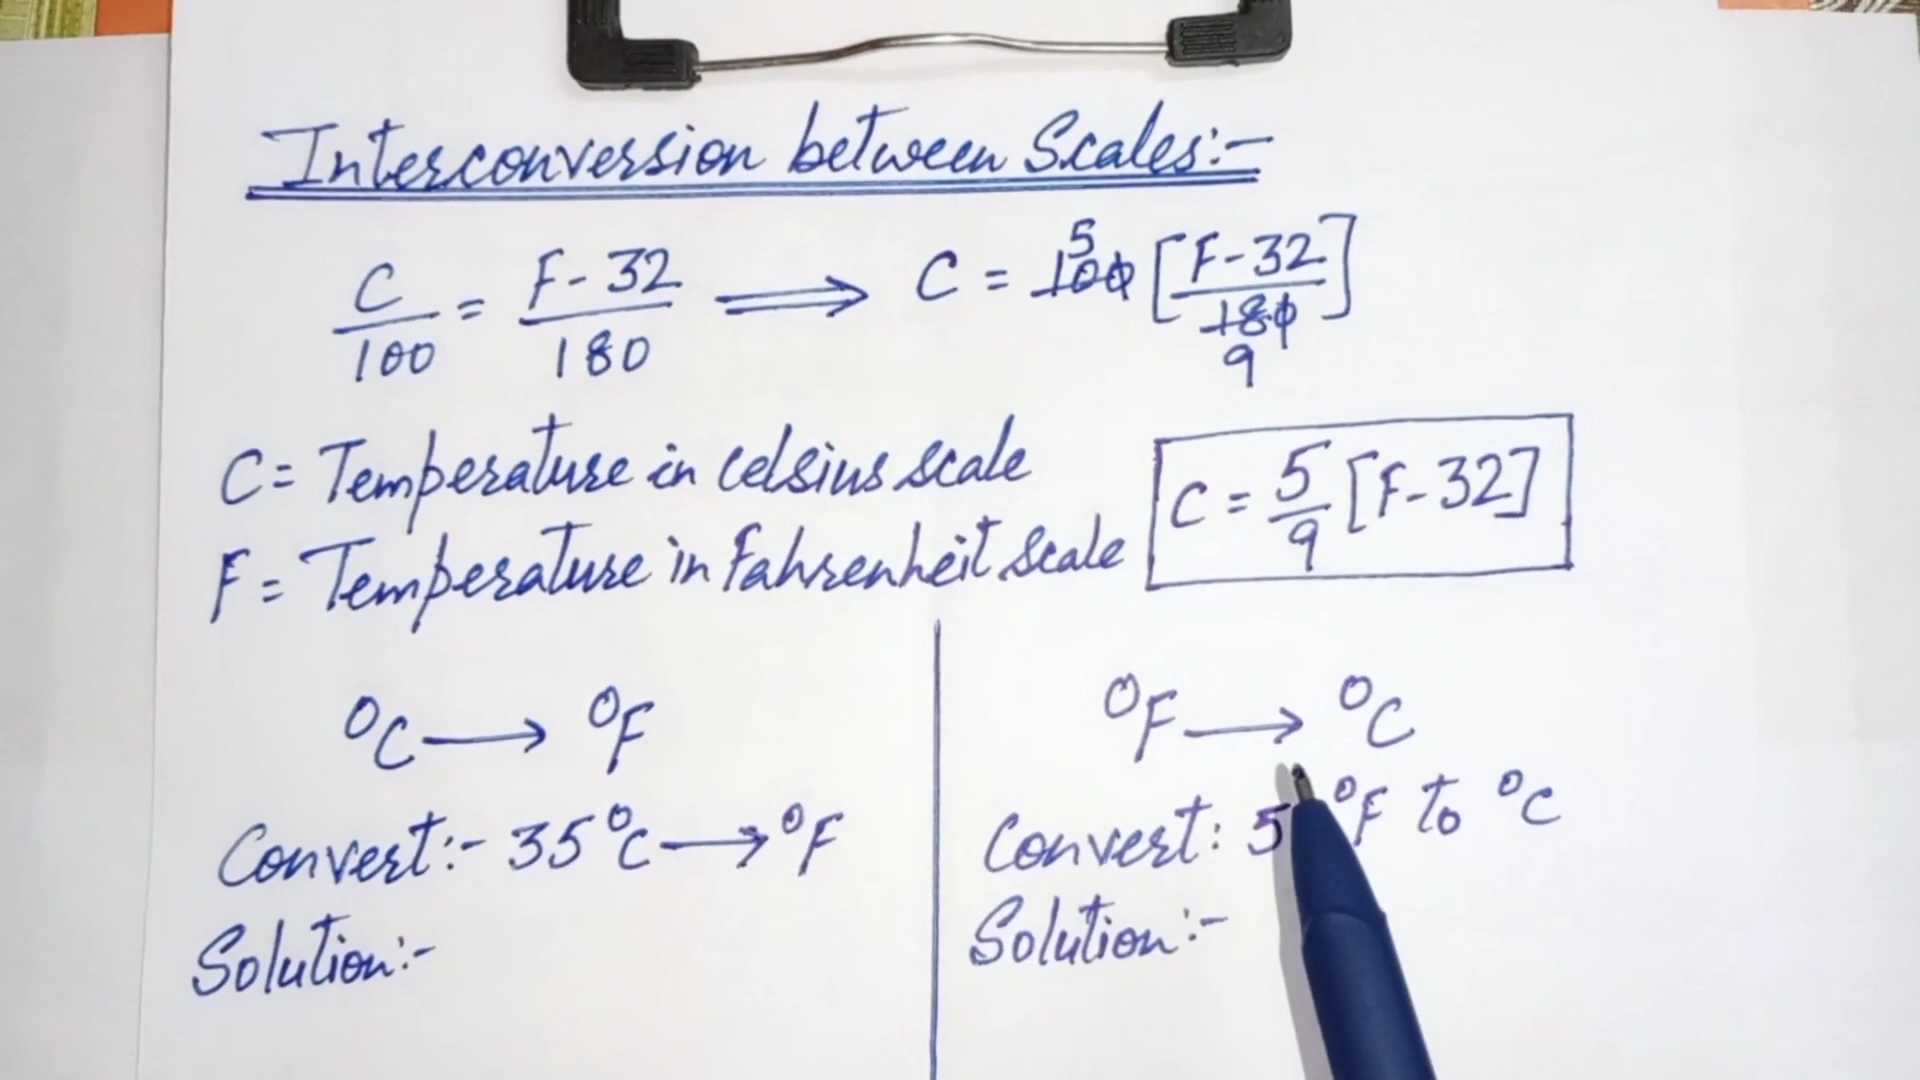 Interconversion between Scales:-
C/100 = F-32/180 ⟹ C = 100 5 [F-32/180 9]
C = Temperature in celsius scale
F = Temperature in Fahrenheit scale
C = 5/9 [F-32]
°C → °F
Convert:- 35°C → °F
Solution:-
°F → °C
Convert: 5 °F to °C
Solution:-